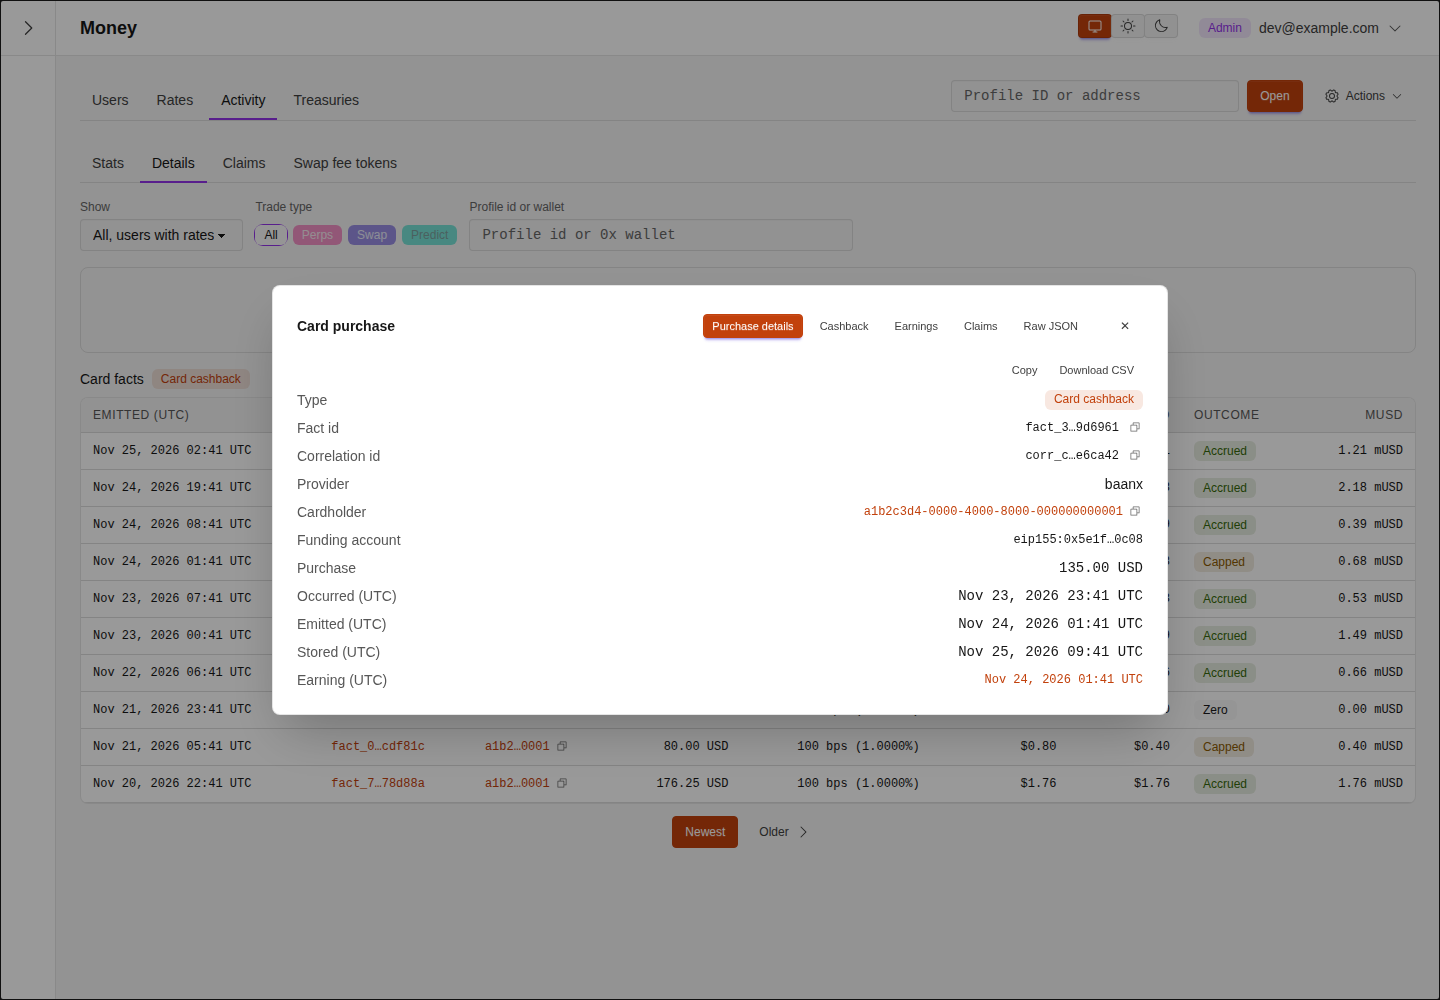 Money
Admin dev@example.com
Users Rates Activity Treasuries
Profile ID or address Open Actions
Stats Details Claims Swap fee tokens
Show Trade type Profile id or wallet
All, users with rates All Perps Swap Predict Profile id or 0x wallet
Card purchase Purchase details Cashback Earnings Claims Raw JSON ×
Copy Download CSV
Type Card cashback
Fact id fact_3…9d6961
Correlation id corr_c…e6ca42
Provider baanx
Cardholder a1b2c3d4-0000-4000-8000-000000000001
Funding account eip155:0x5e1f…0c08
Purchase 135.00 USD
Occurred (UTC) Nov 23, 2026 23:41 UTC
Emitted (UTC) Nov 24, 2026 01:41 UTC
Stored (UTC) Nov 25, 2026 09:41 UTC
Earning (UTC) Nov 24, 2026 01:41 UTC
Card facts Card cashback
EMITTED (UTC) OUTCOME MUSD
Nov 25, 2026 02:41 UTC Accrued 1.21 mUSD
Nov 24, 2026 19:41 UTC Accrued 2.18 mUSD
Nov 24, 2026 08:41 UTC Accrued 0.39 mUSD
Nov 24, 2026 01:41 UTC Capped 0.68 mUSD
Nov 23, 2026 07:41 UTC Accrued 0.53 mUSD
Nov 23, 2026 00:41 UTC Accrued 1.49 mUSD
Nov 22, 2026 06:41 UTC Accrued 0.66 mUSD
Nov 21, 2026 23:41 UTC Zero 0.00 mUSD
Nov 21, 2026 05:41 UTC fact_0…cdf81c a1b2…0001 80.00 USD 100 bps (1.0000%) $0.80 $0.40 Capped 0.40 mUSD
Nov 20, 2026 22:41 UTC fact_7…78d88a a1b2…0001 176.25 USD 100 bps (1.0000%) $1.76 $1.76 Accrued 1.76 mUSD
Newest Older